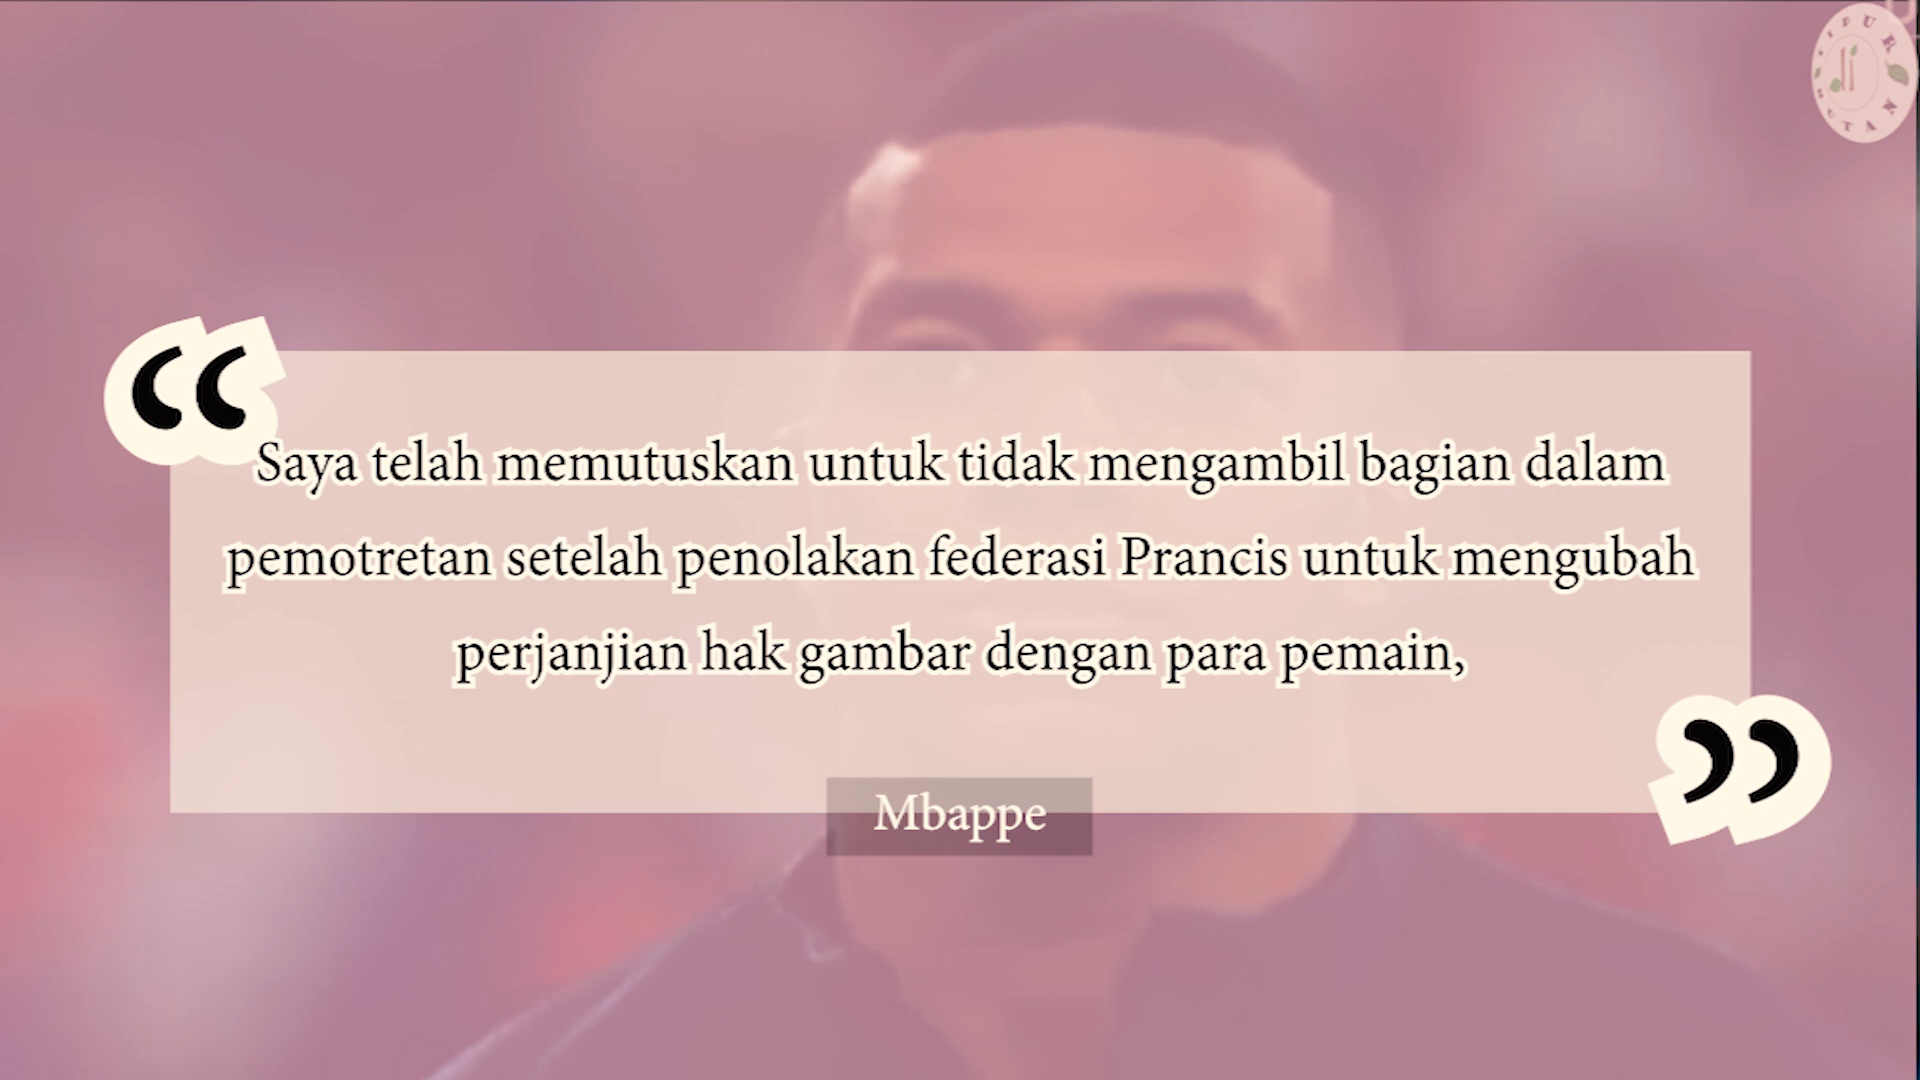 Saya telah memutuskan untuk tidak mengambil bagian dalam
pemotretan setelah penolakan federasi Prancis untuk mengubah
perjanjian hak gambar dengan para pemain,
Mbappe